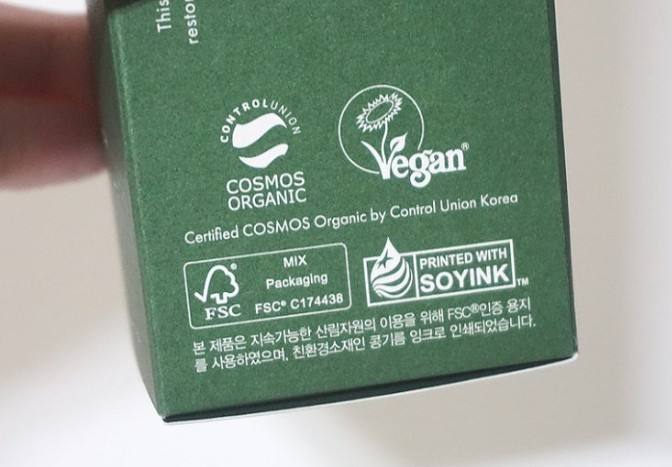 This
resto
CONTROLUNION
COSMOS
ORGANIC
Vegan®
Certified COSMOS Organic by Control Union Korea
FSC
MIX
Packaging
FSC® C174438
PRINTED WITH
SOYINK™
본 제품은 지속가능한 산림자원의 이용을 위해 FSC®인증 용지
를 사용하였으며, 친환경소재인 콩기름 잉크로 인쇄되었습니다.